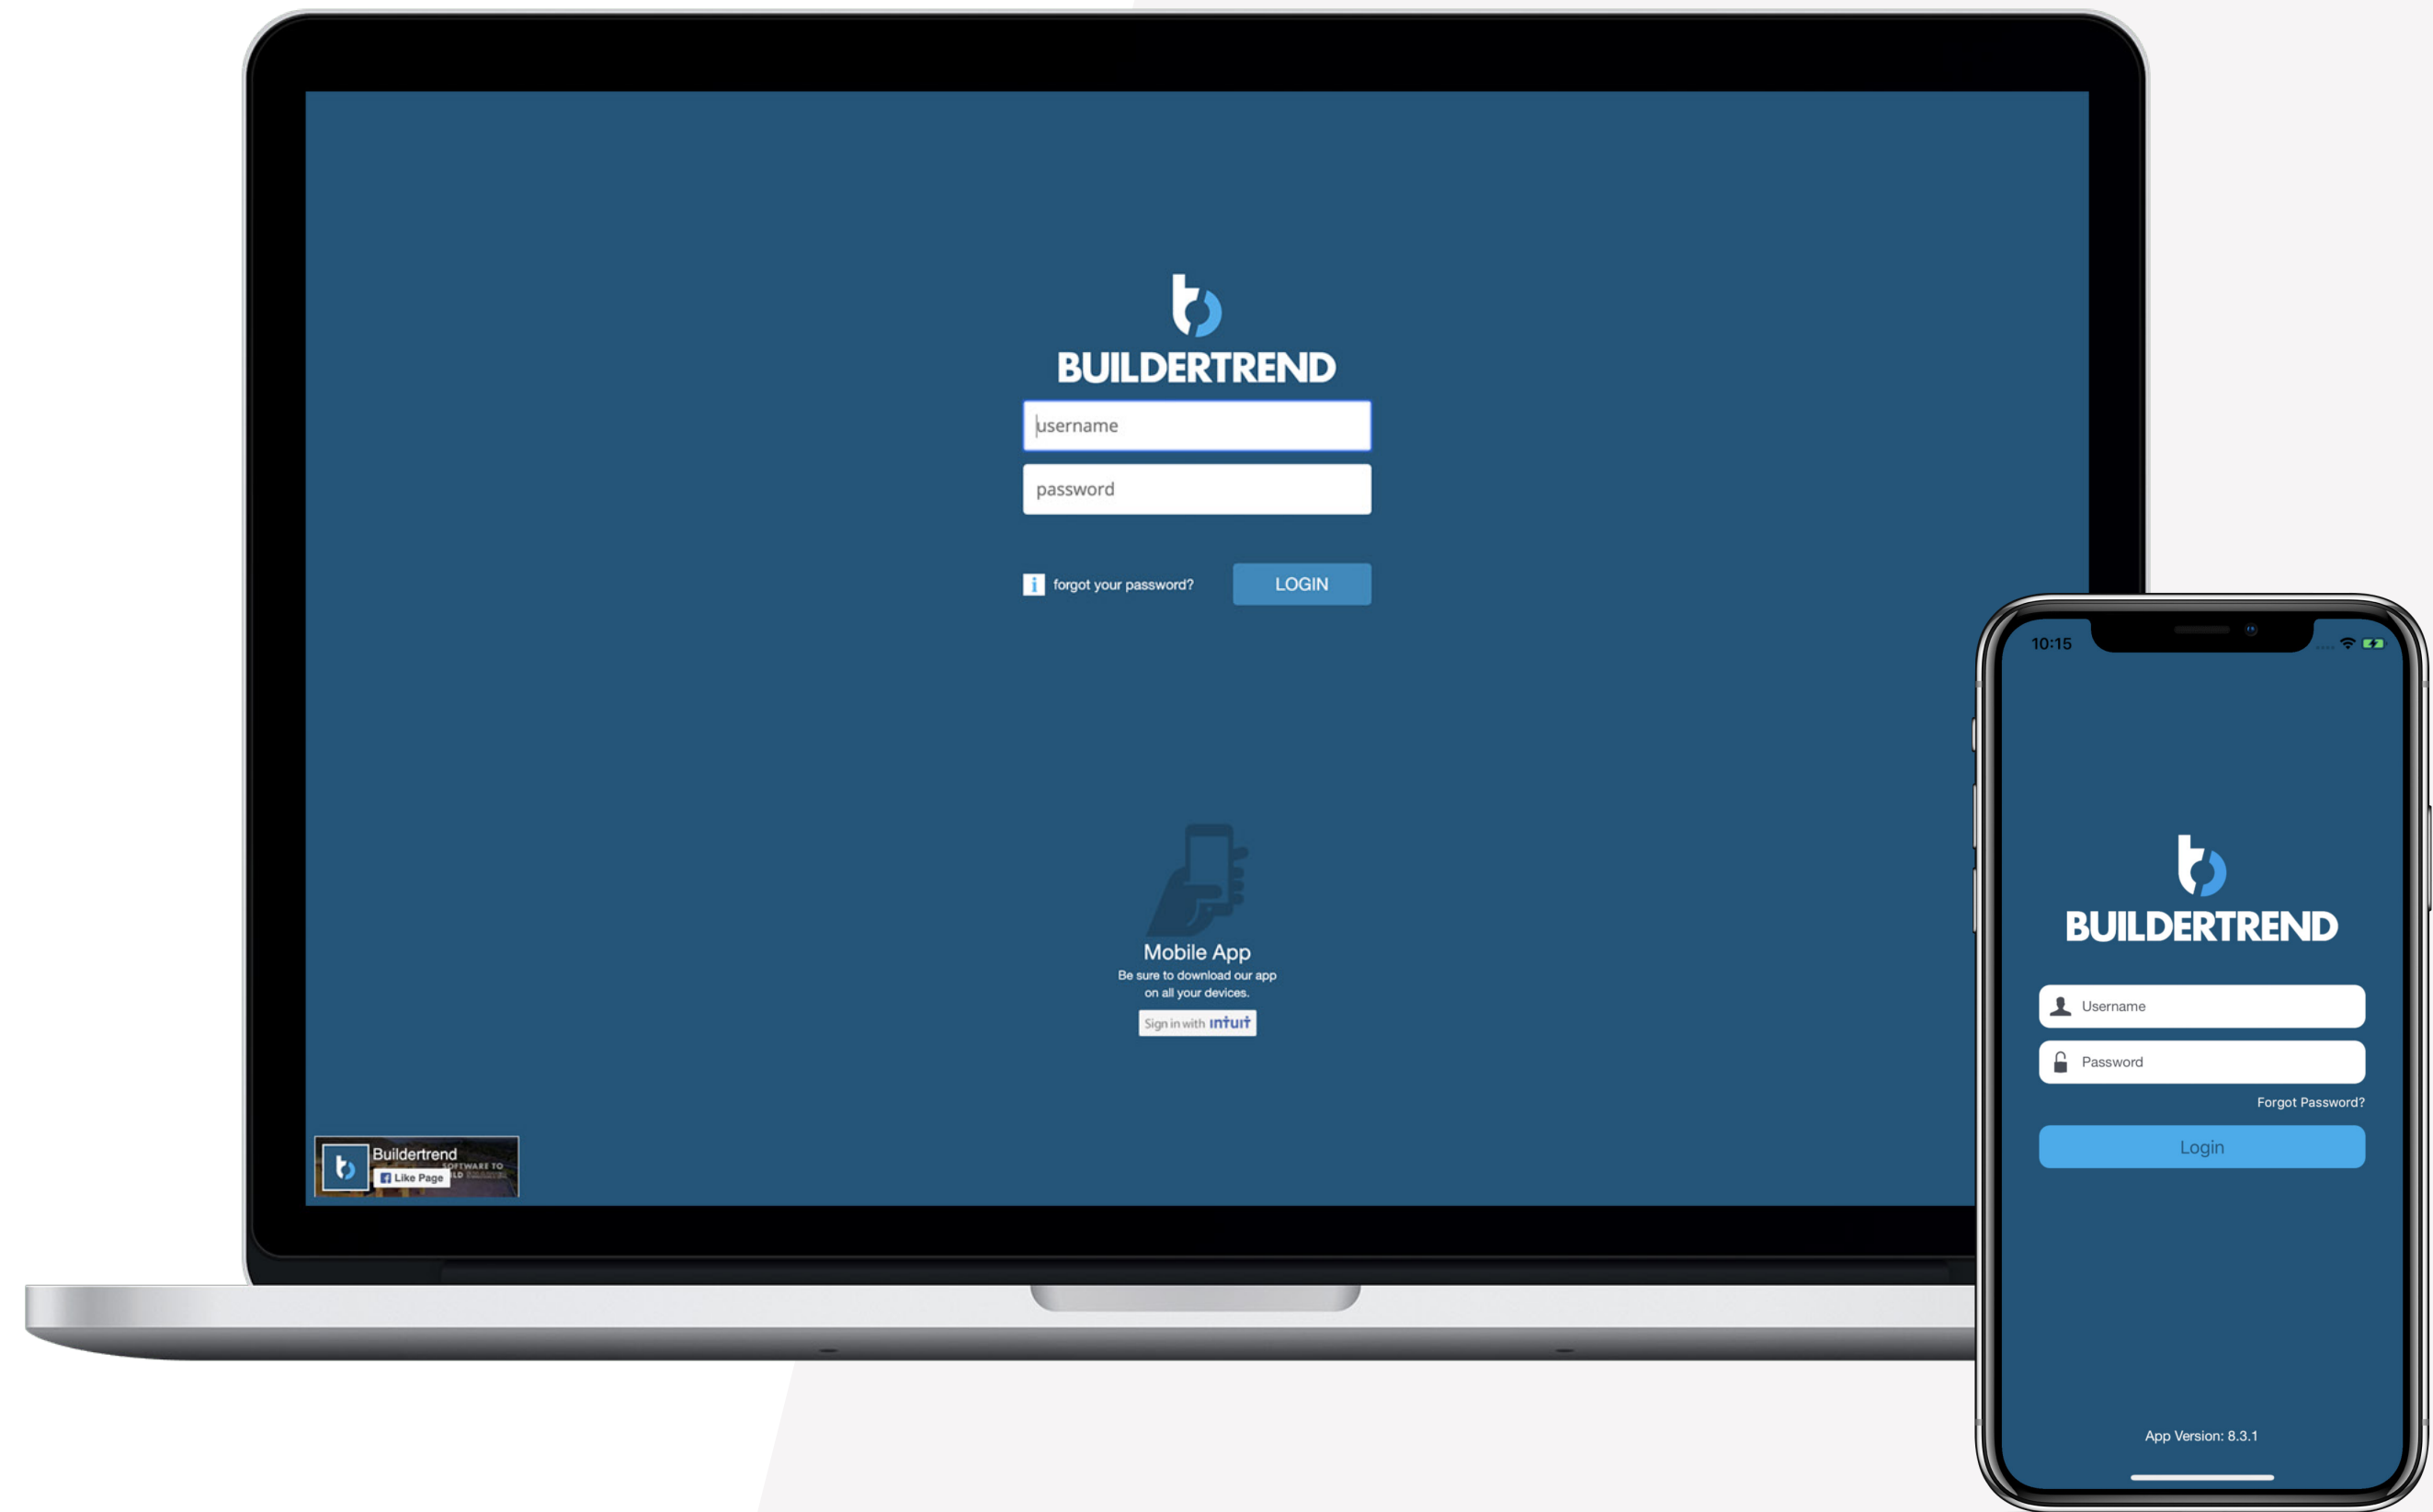 BUILDERTREND
username
password
i forgot your password? LOGIN
Mobile App
Be sure to download our app
on all your devices.
Sign in with intuit
Buildertrend
SOFTWARE TO
Like Page
10:15
BUILDERTREND
Username
Password
Forgot Password?
Login
App Version: 8.3.1